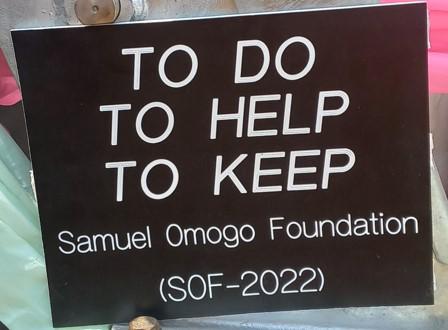 TO DO
TO HELP
TO KEEP
Samuel Omogo Foundation
(SOF-2022)